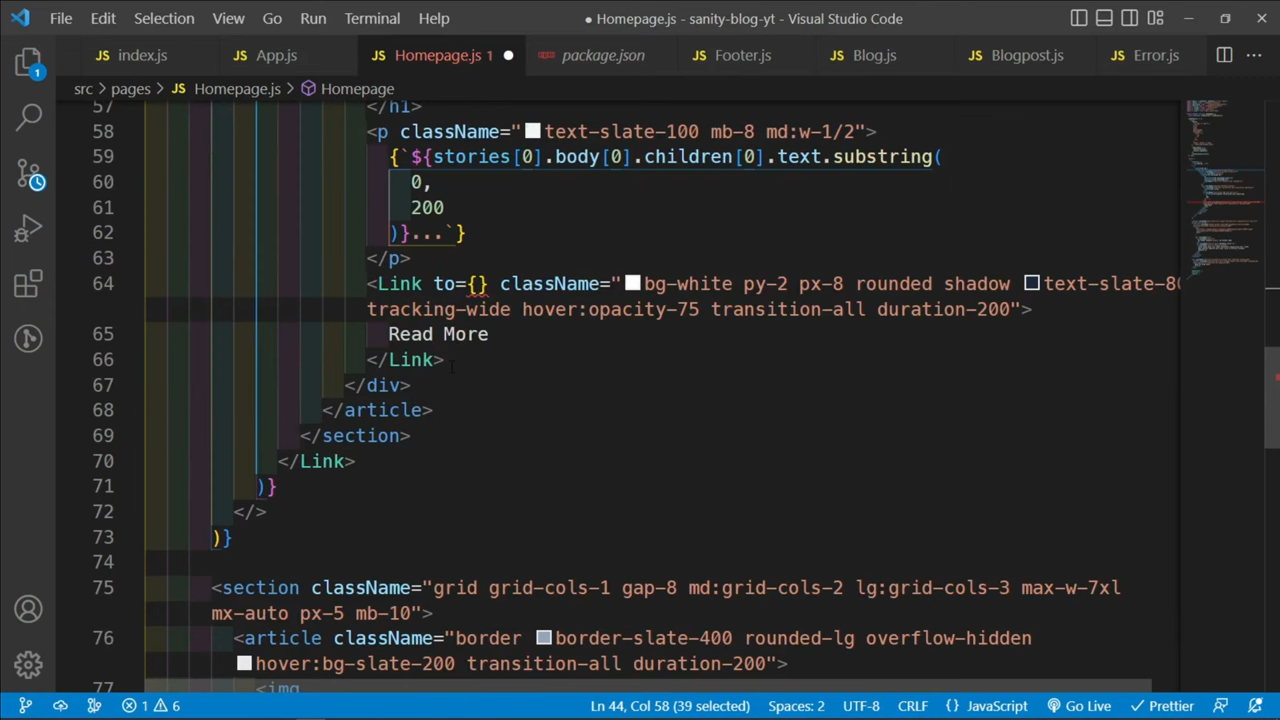 File Edit Selection View Go Run Terminal Help ● Homepage.js - sanity-blog-yt - Visual Studio Code
JS index.js JS App.js JS Homepage.js 1 package.json JS Footer.js JS Blog.js JS Blogpost.js JS Error.js
src > pages > JS Homepage.js > Homepage
57 </h1>
58 <p className="text-slate-100 mb-8 md:w-1/2">
59 {`${stories[0].body[0].children[0].text.substring(
60 0,
61 200
62 )}...`}
63 </p>
64 <Link to={} className="bg-white py-2 px-8 rounded shadow text-slate-80
tracking-wide hover:opacity-75 transition-all duration-200">
65 Read More
66 </Link>
67 </div>
68 </article>
69 </section>
70 </Link>
71 )}
72 </>
73 )}
74
75 <section className="grid grid-cols-1 gap-8 md:grid-cols-2 lg:grid-cols-3 max-w-7xl
mx-auto px-5 mb-10">
76 <article className="border border-slate-400 rounded-lg overflow-hidden
hover:bg-slate-200 transition-all duration-200">
77 <img
1 6 Ln 44, Col 58 (39 selected) Spaces: 2 UTF-8 CRLF {} JavaScript Go Live Prettier